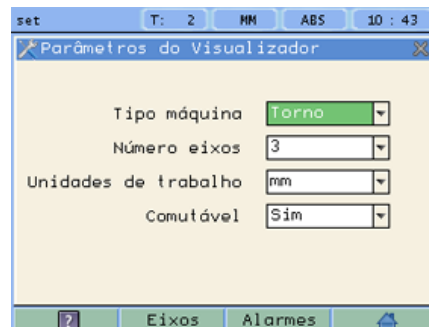 set T: 2 MM ABS 10 : 43
Parâmetros do Visualizador
Tipo máquina Torno
Número eixos 3
Unidades de trabalho mm
Comutável Sim
? Eixos Alarmes